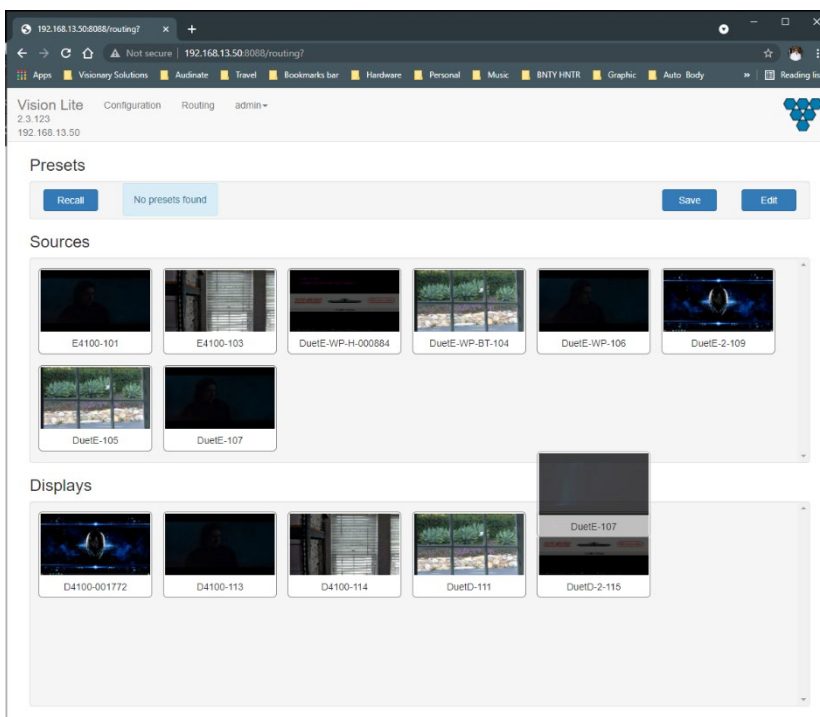 192.168.13.50:8088/routing?
Not secure | 192.168.13.50:8088/routing?
Apps Visionary Solutions Audinate Travel Bookmarks bar Hardware Personal Music BNTY HNTR Graphic Auto Body » Reading lis
Vision Lite Configuration Routing admin
2.3.123
192.168.13.50
Presets
Recall No presets found Save Edit
Sources
E4100-101 E4100-103 DuetE-WP-H-000884 DuetE-WP-BT-104 DuetE-WP-106 DuetE-2-109
DuetE-105 DuetE-107
Displays
DuetE-107
D4100-001772 D4100-113 D4100-114 DuetD-111 DuetD-2-115